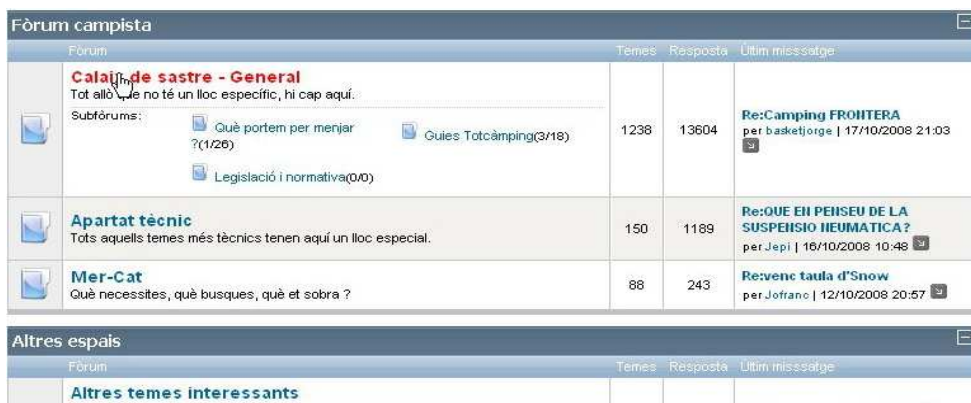 Fòrum campista
Fòrum Temes Resposta Últim misssatge
Calaix de sastre - General
Tot allò que no té un lloc específic, hi cap aquí.
Subfòrums:
Què portem per menjar
?(1/26)
Guies Totcàmping(3/18)
Legislació i normativa(0/0)
1238
13604
Re:Camping FRONTERA
per basketjorge | 17/10/2008 21:03
Apartat tècnic
Tots aquells temes més tècnics tenen aquí un lloc especial.
150
1189
Re:QUE EN PENSEU DE LA
SUSPENSIO NEUMATICA?
per Jepi | 16/10/2008 10:48
Mer-Cat
Què necessites, què busques, què et sobra ?
88
243
Re:venc taula d'Snow
per Jofranc | 12/10/2008 20:57
Altres espais
Fòrum Temes Resposta Últim misssatge
Altres temes interessants